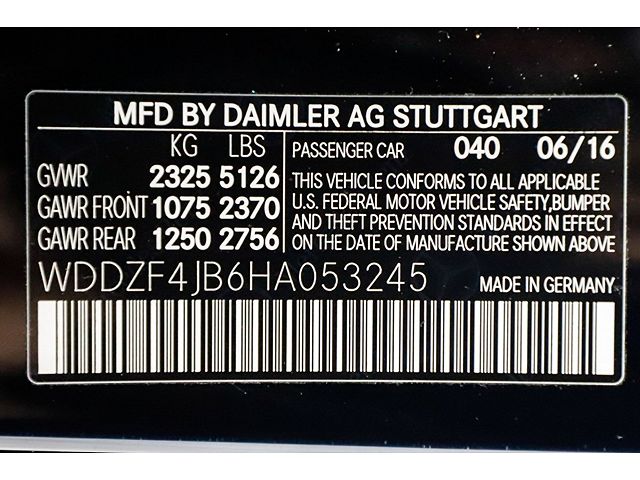 MFD BY DAIMLER AG STUTTGART
KG LBS
GVWR 2325 5126
GAWR FRONT 1075 2370
GAWR REAR 1250 2756
PASSENGER CAR 040 06/16
THIS VEHICLE CONFORMS TO ALL APPLICABLE
U.S. FEDERAL MOTOR VEHICLE SAFETY,BUMPER
AND THEFT PREVENTION STANDARDS IN EFFECT
ON DATE OF MANUFACTURE SHOWN ABOVE
WDDZF4JB6HA053245 MADE IN GERMANY